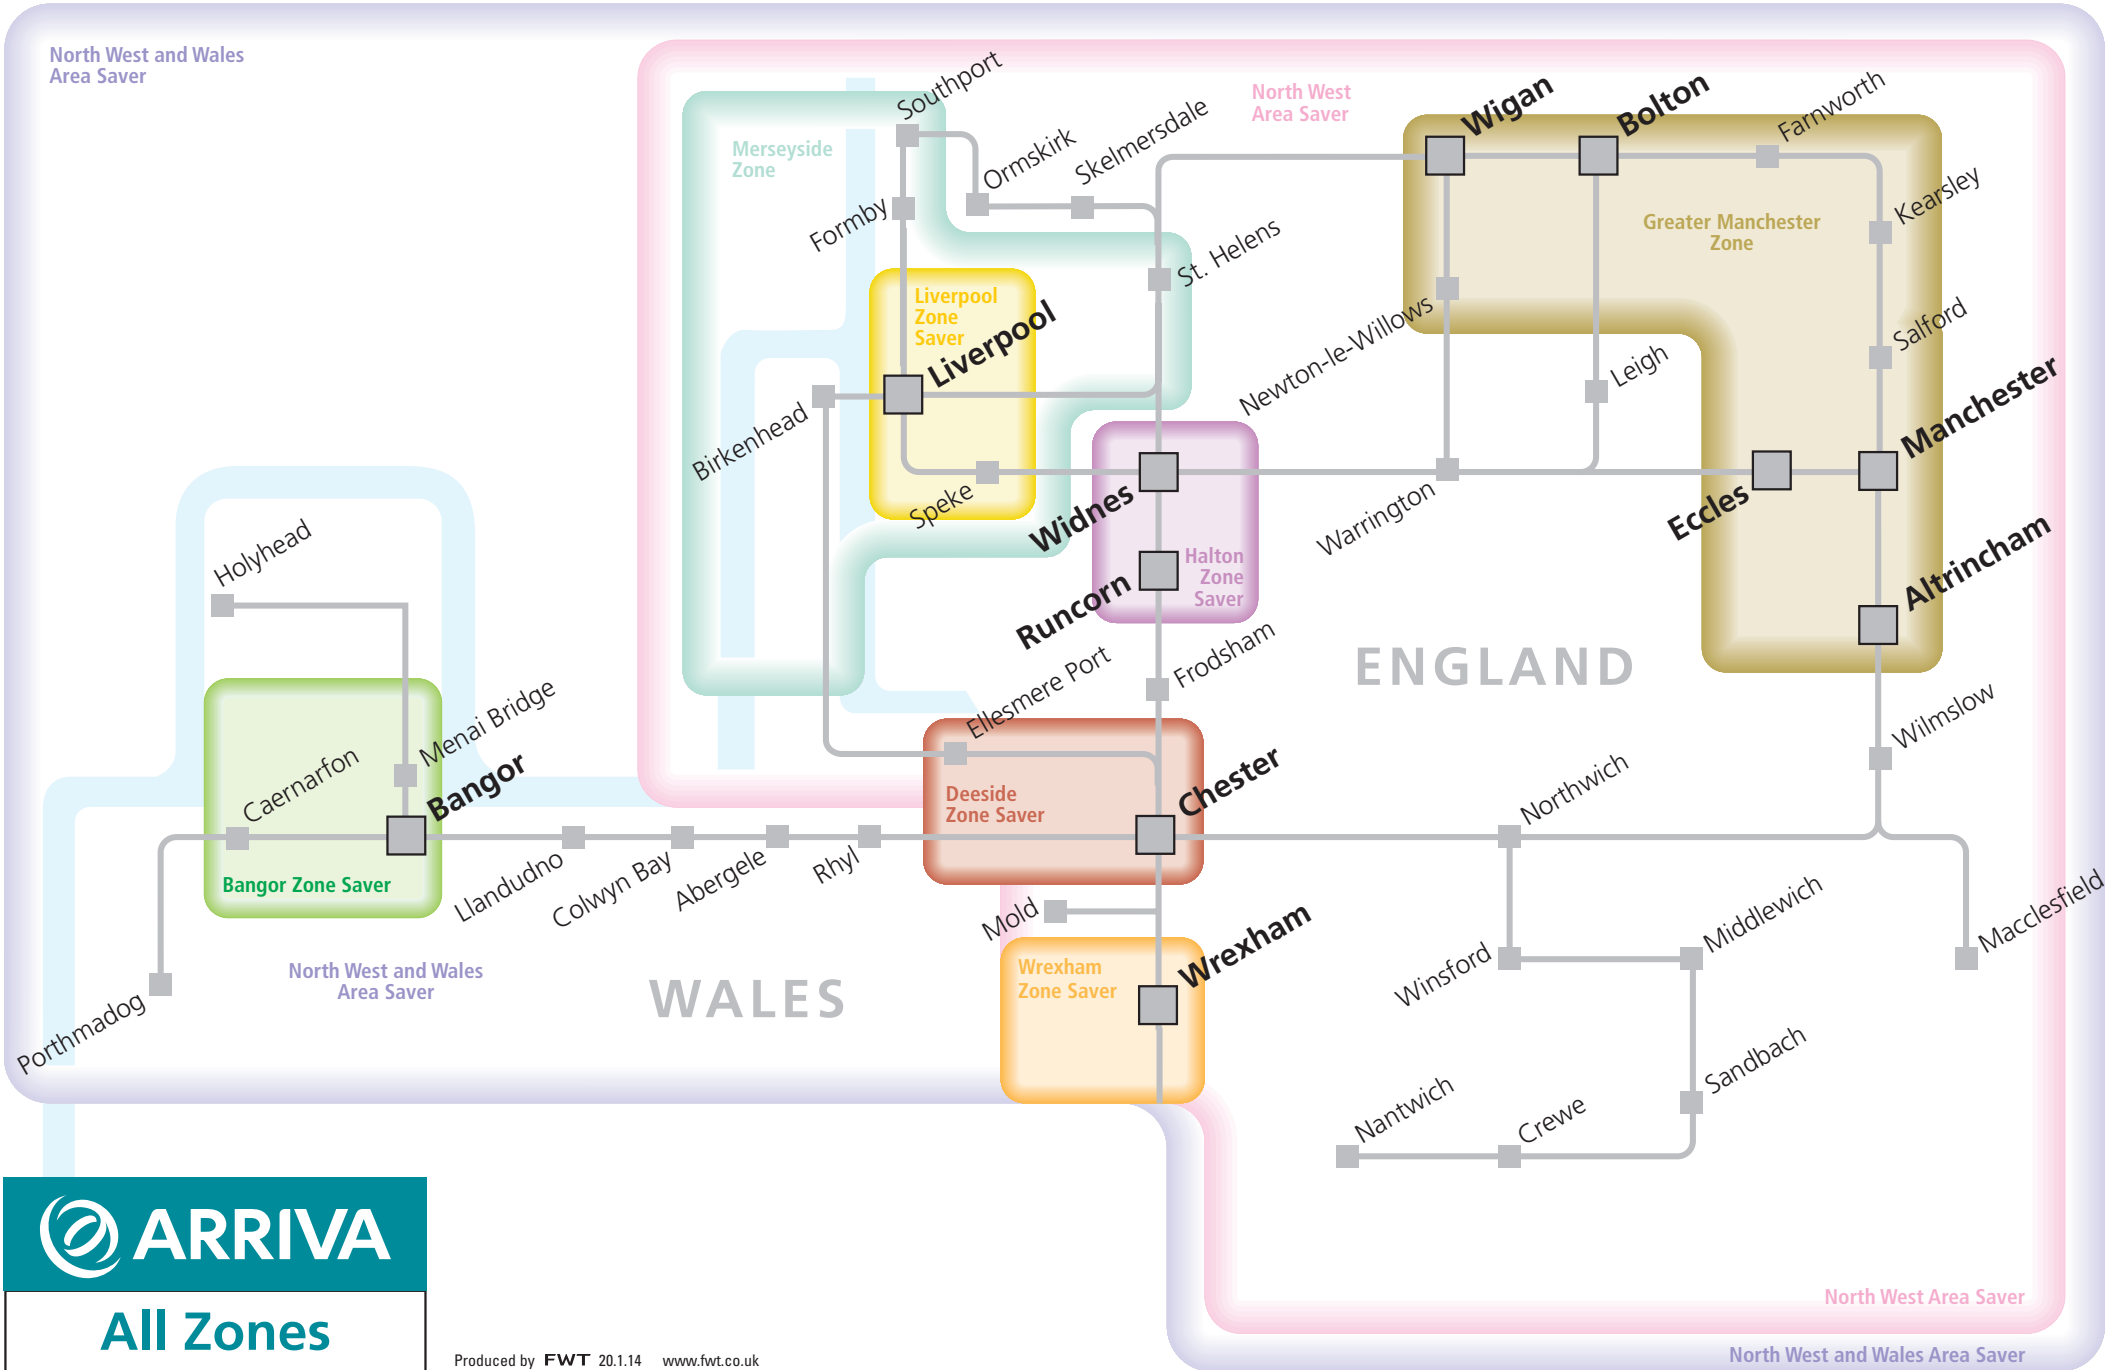 North West and Wales
Area Saver
North West
Area Saver
Southport
Ormskirk
Skelmersdale
Wigan
Bolton
Farnworth
Merseyside
Zone
Formby
St. Helens
Kearsley
Greater Manchester
Zone
Liverpool
Zone
Saver
Liverpool
Newton-le-Willows
Leigh
Salford
Birkenhead
Manchester
Speke
Widnes
Warrington
Eccles
Holyhead
Halton
Zone
Saver
Runcorn
Altrincham
Frodsham
ENGLAND
Ellesmere Port
Menai Bridge
Wilmslow
Caernarfon
Bangor
Deeside
Zone Saver
Chester
Northwich
Bangor Zone Saver
Llandudno
Colwyn Bay
Abergele
Rhyl
Mold
Wrexham
Middlewich
Macclesfield
North West and Wales
Area Saver
WALES
Wrexham
Zone Saver
Winsford
Porthmadog
Sandbach
Nantwich
Crewe
ARRIVA
All Zones
North West Area Saver
North West and Wales Area Saver
Produced by FWT 20.1.14 www.fwt.co.uk